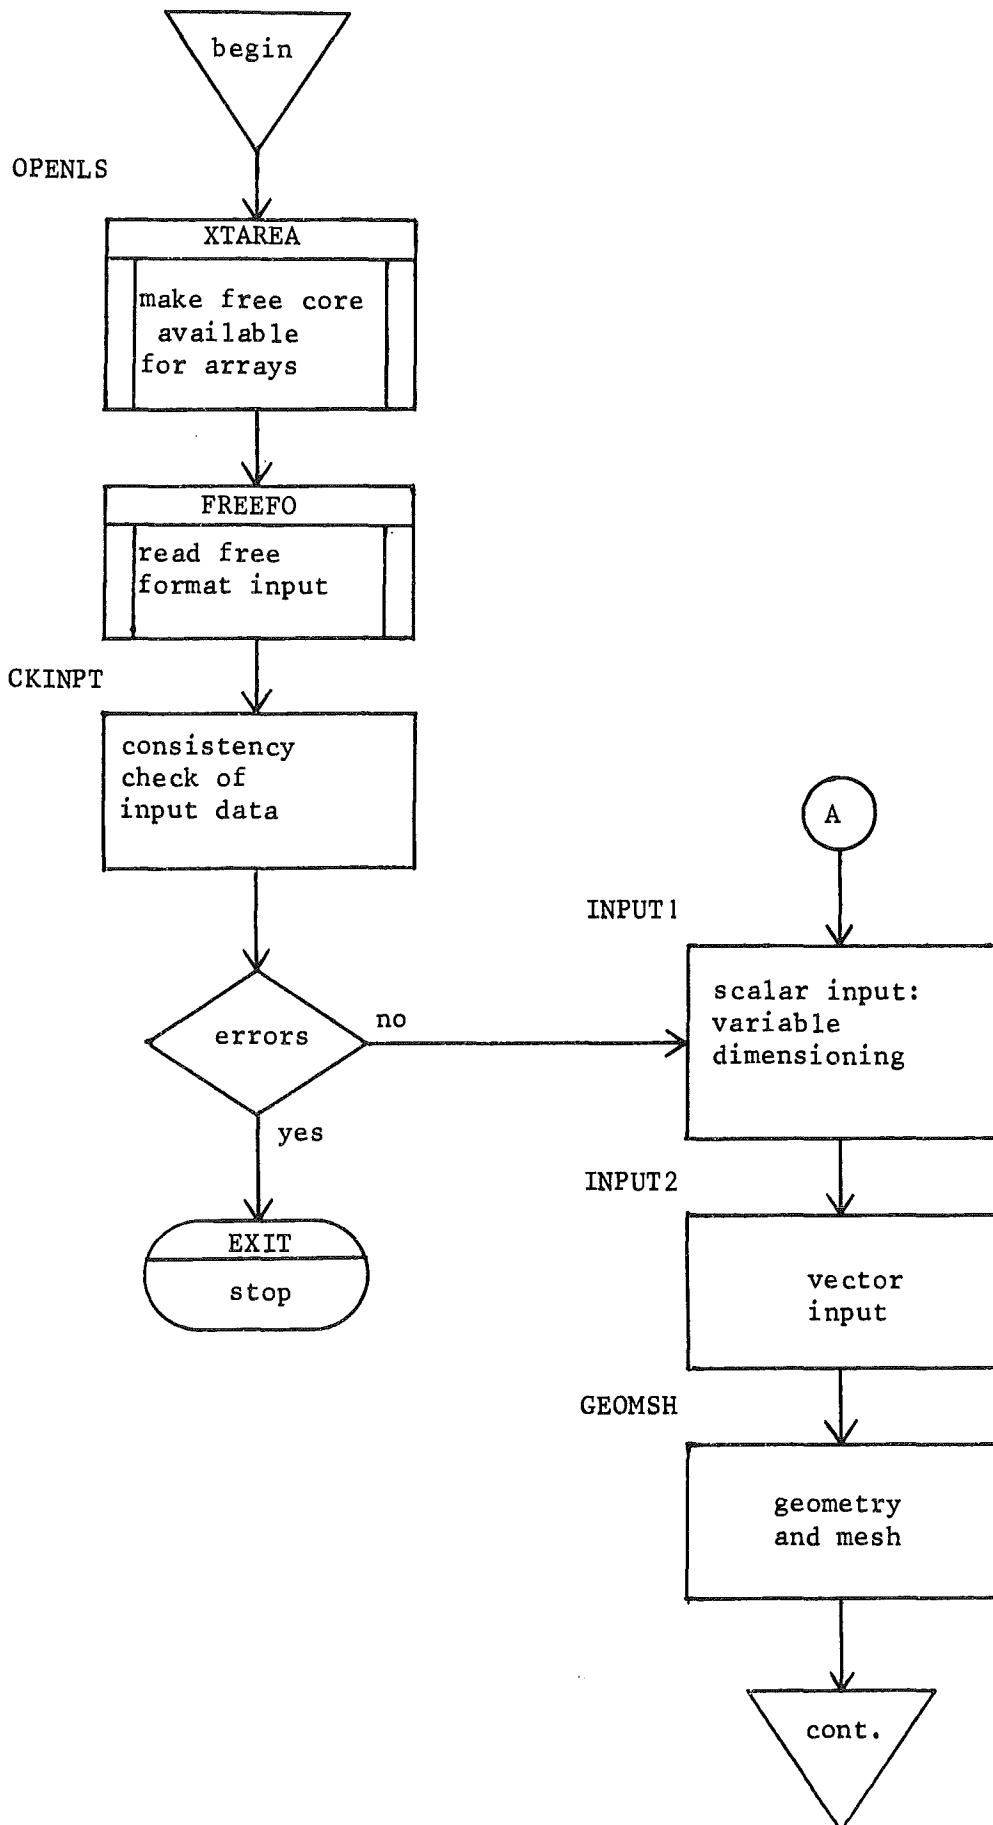 begin
OPENLS
XTAREA
make free core
available
for arrays
FREEFO
read free
format input
CKINPT
consistency
check of
input data
errors
no
yes
EXIT
stop
A
INPUT1
scalar input:
variable
dimensioning
INPUT2
vector
input
GEOMSH
geometry
and mesh
cont.